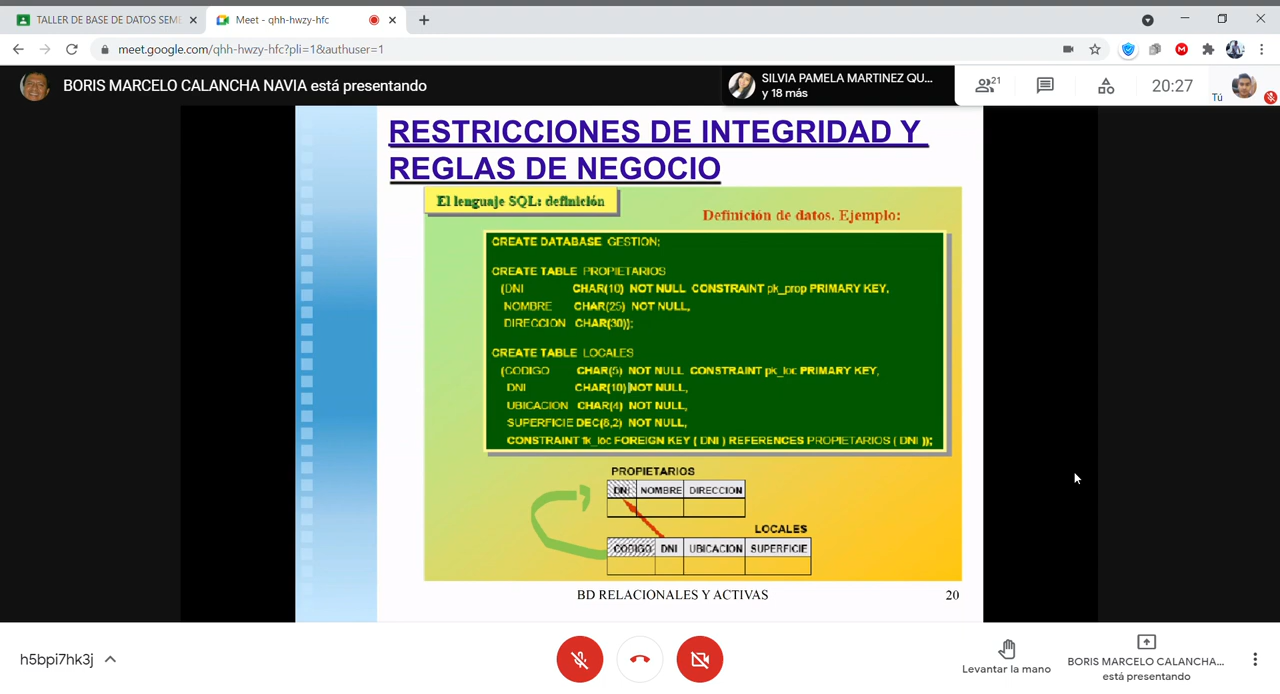 TALLER DE BASE DE DATOS SEME
Meet - qhh-hwzy-hfc
meet.google.com/qhh-hwzy-hfc?pli=1&authuser=1
BORIS MARCELO CALANCHA NAVIA está presentando
SILVIA PAMELA MARTINEZ QU...
y 18 más
21
20:27
Tú
RESTRICCIONES DE INTEGRIDAD Y
REGLAS DE NEGOCIO
El lenguaje SQL: definición
Definición de datos. Ejemplo:
CREATE DATABASE GESTION;
CREATE TABLE PROPIETARIOS
(DNI CHAR(10) NOT NULL CONSTRAINT pk_prop PRIMARY KEY,
NOMBRE CHAR(25) NOT NULL,
DIRECCION CHAR(30));
CREATE TABLE LOCALES
(CODIGO CHAR(5) NOT NULL CONSTRAINT pk_loc PRIMARY KEY,
DNI CHAR(10) NOT NULL,
UBICACION CHAR(4) NOT NULL,
SUPERFICIE DEC(6,2) NOT NULL,
CONSTRAINT fk_loc FOREIGN KEY ( DNI ) REFERENCES PROPIETARIOS ( DNI ));
PROPIETARIOS
DNI NOMBRE DIRECCION
LOCALES
CODIGO DNI UBICACION SUPERFICIE
BD RELACIONALES Y ACTIVAS
20
h5bpi7hk3j
Levantar la mano
BORIS MARCELO CALANCHA...
está presentando